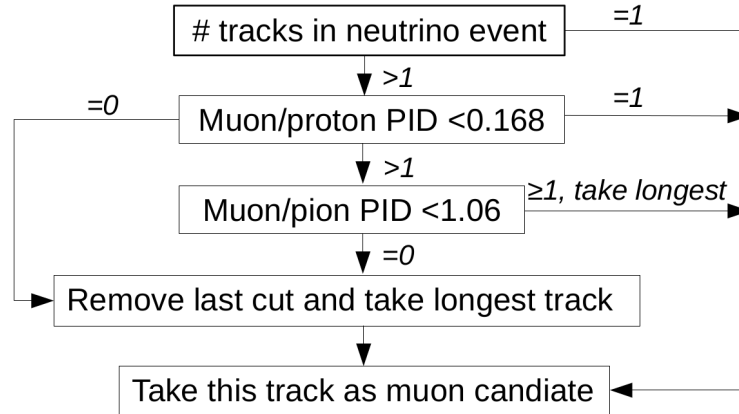 # tracks in neutrino event
=1
>1
=0
Muon/proton PID <0.168
=1
>1
Muon/pion PID <1.06
≥1, take longest
=0
Remove last cut and take longest track
Take this track as muon candiate